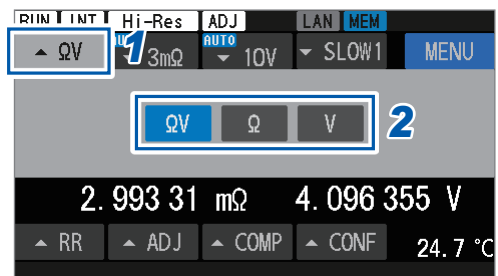 RUN INT Hi-Res ADJ LAN MEM
▲ ΩV 1 AUTO ▼ 3mΩ AUTO ▼ 10V ▼ SLOW1 MENU
ΩV Ω V 2
2.993 31 mΩ 4.096 355 V
▲ RR ▲ ADJ ▲ COMP ▲ CONF 24.7 °C